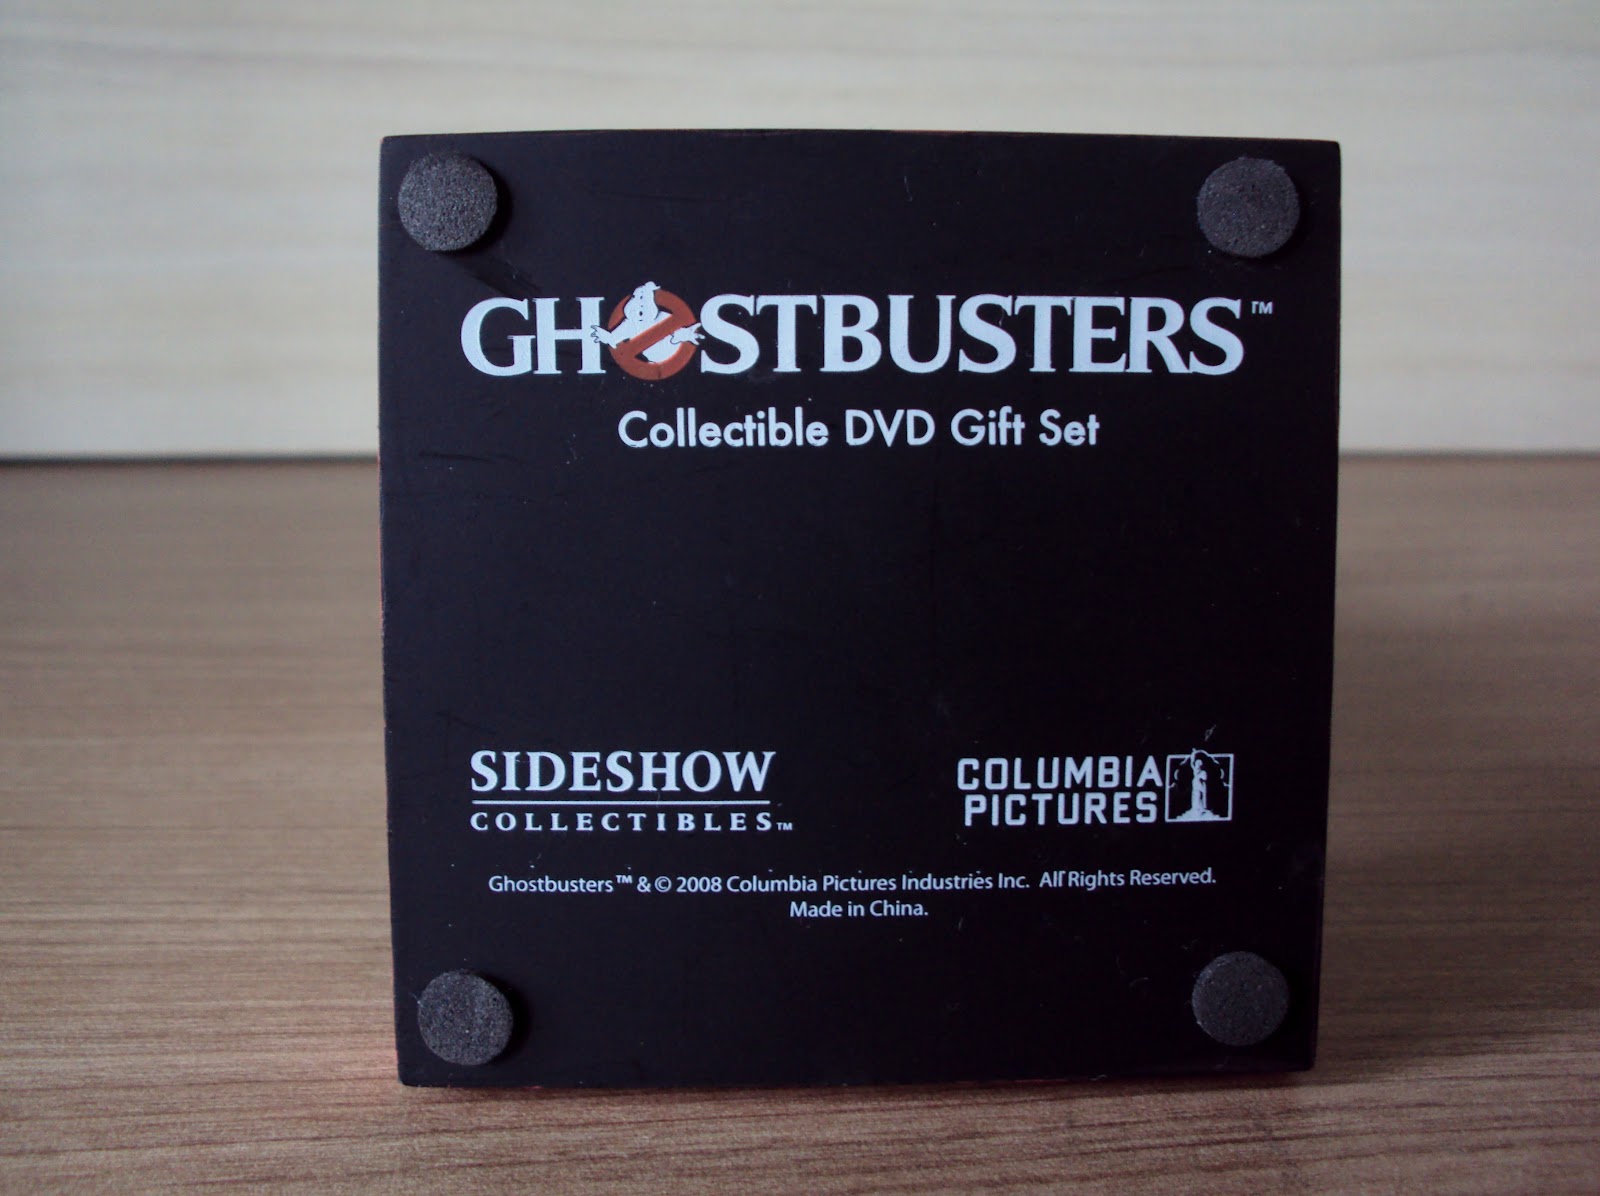 GHOSTBUSTERS™
Collectible DVD Gift Set
SIDESHOW
COLLECTIBLES™
COLUMBIA
PICTURES
Ghostbusters™ & © 2008 Columbia Pictures Industries Inc. All Rights Reserved.
Made in China.